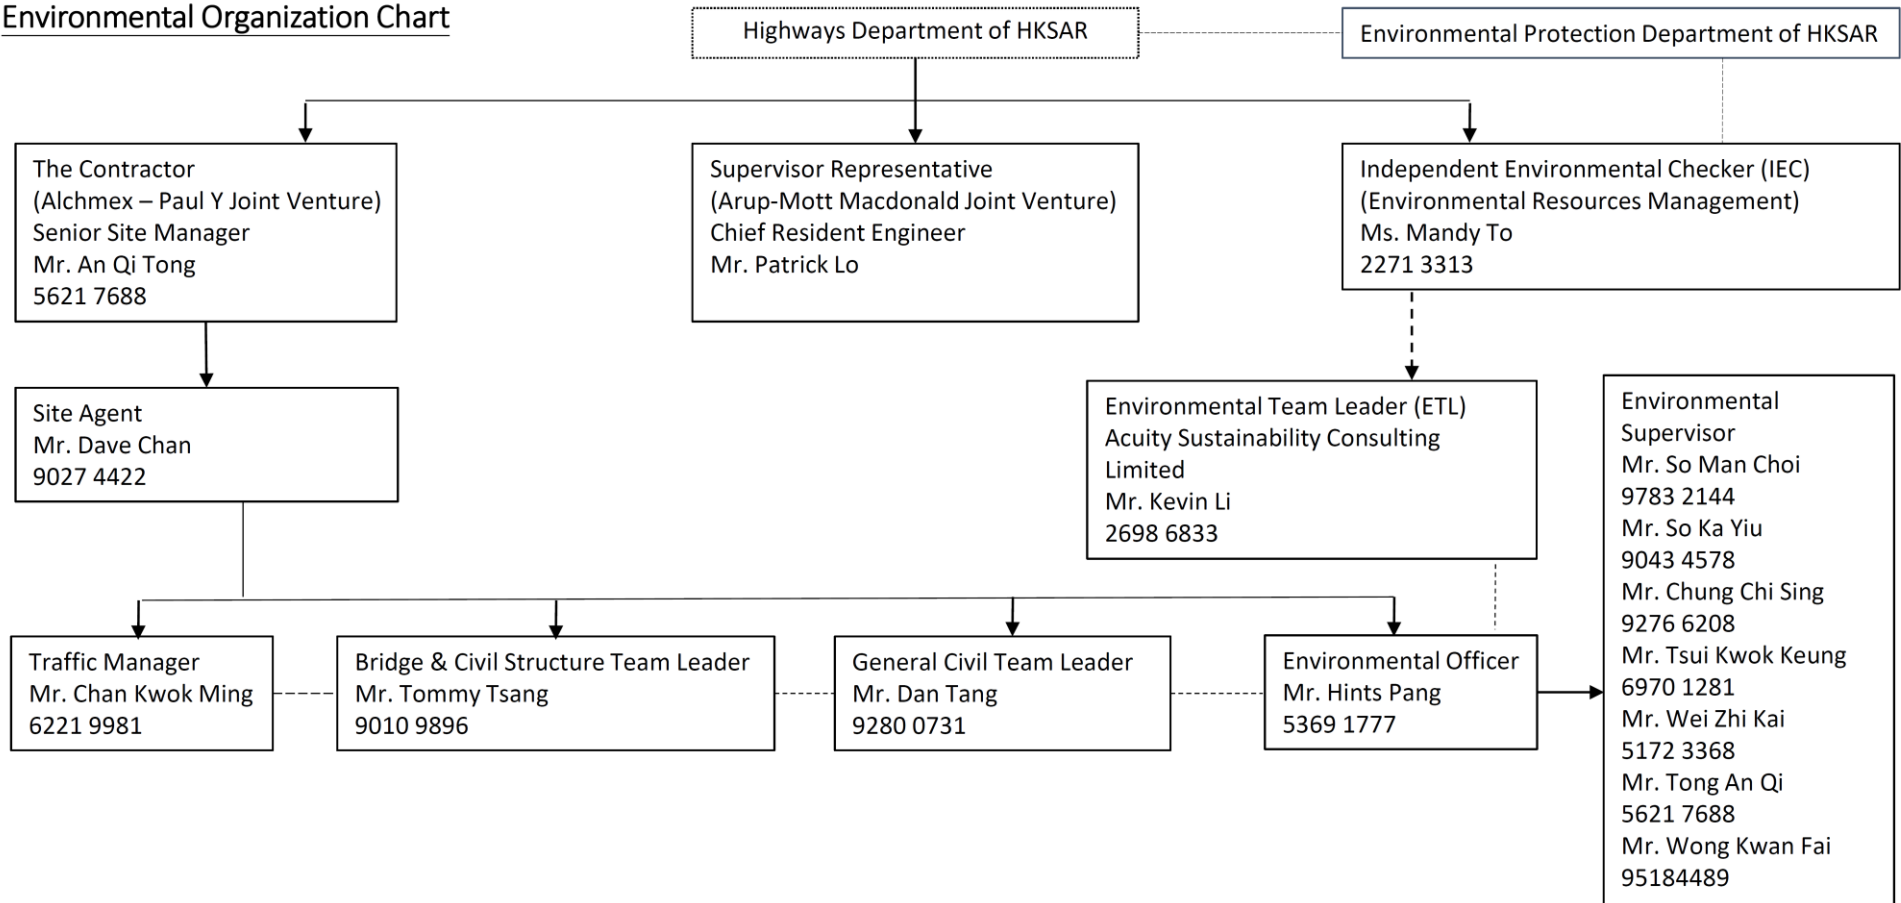 Environmental Organization Chart
Highways Department of HKSAR
Environmental Protection Department of HKSAR
The Contractor
(Alchmex – Paul Y Joint Venture)
Senior Site Manager
Mr. An Qi Tong
5621 7688
Supervisor Representative
(Arup-Mott Macdonald Joint Venture)
Chief Resident Engineer
Mr. Patrick Lo
Independent Environmental Checker (IEC)
(Environmental Resources Management)
Ms. Mandy To
2271 3313
Site Agent
Mr. Dave Chan
9027 4422
Environmental Team Leader (ETL)
Acuity Sustainability Consulting
Limited
Mr. Kevin Li
2698 6833
Traffic Manager
Mr. Chan Kwok Ming
6221 9981
Bridge & Civil Structure Team Leader
Mr. Tommy Tsang
9010 9896
General Civil Team Leader
Mr. Dan Tang
9280 0731
Environmental Officer
Mr. Hints Pang
5369 1777
Environmental
Supervisor
Mr. So Man Choi
9783 2144
Mr. So Ka Yiu
9043 4578
Mr. Chung Chi Sing
9276 6208
Mr. Tsui Kwok Keung
6970 1281
Mr. Wei Zhi Kai
5172 3368
Mr. Tong An Qi
5621 7688
Mr. Wong Kwan Fai
95184489